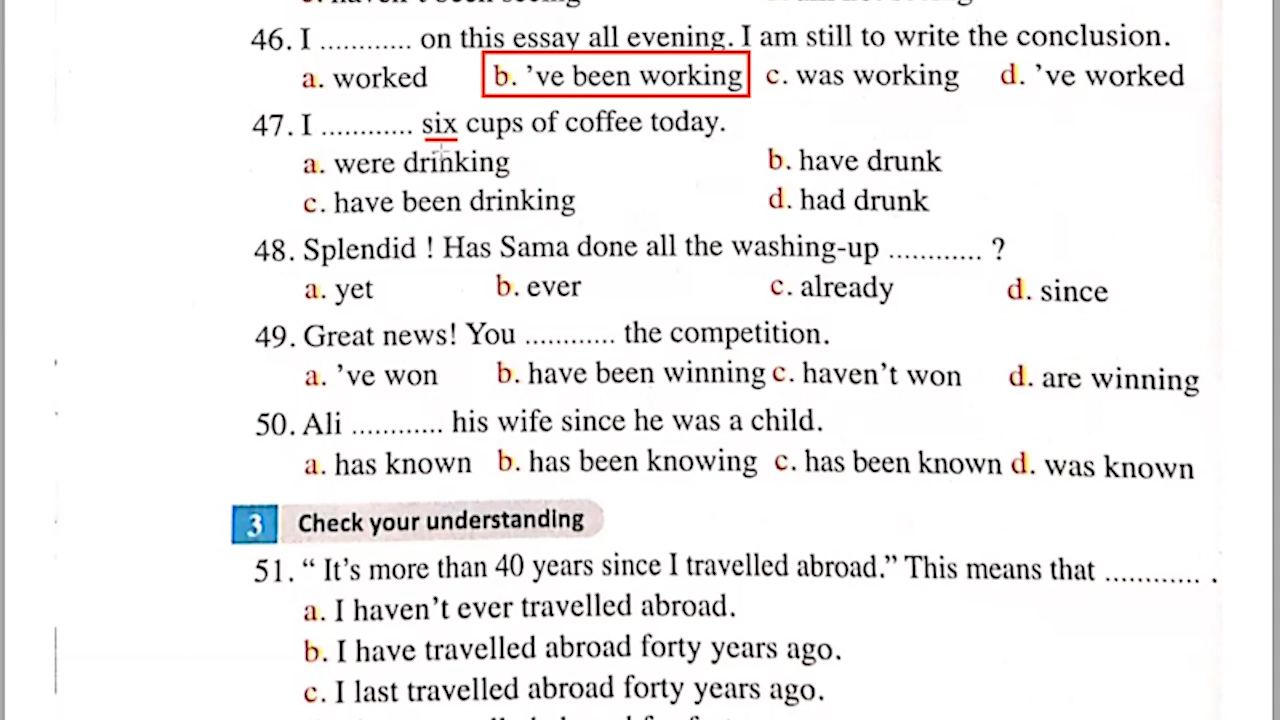 46. I ............ on this essay all evening. I am still to write the conclusion.
a. worked b. ’ve been working c. was working d. ’ve worked
47. I ............ six cups of coffee today.
a. were drinking b. have drunk
c. have been drinking d. had drunk
48. Splendid ! Has Sama done all the washing-up ............ ?
a. yet b. ever c. already d. since
49. Great news! You ............ the competition.
a. ’ve won b. have been winning c. haven’t won d. are winning
50. Ali ............ his wife since he was a child.
a. has known b. has been knowing c. has been known d. was known
3 Check your understanding
51. “ It’s more than 40 years since I travelled abroad.” This means that ............ .
a. I haven’t ever travelled abroad.
b. I have travelled abroad forty years ago.
c. I last travelled abroad forty years ago.